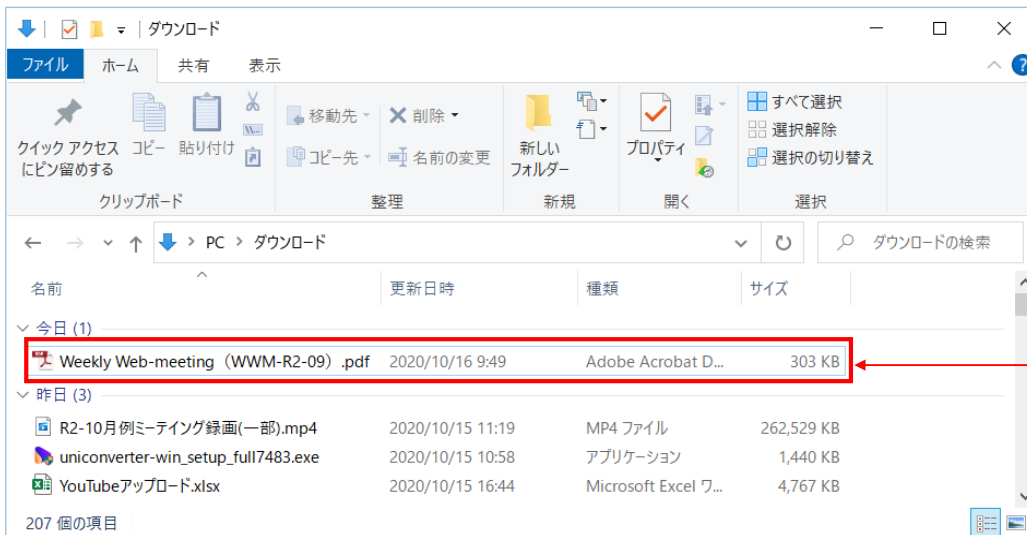 ダウンロード
ファイル ホーム 共有 表示
クイック アクセス
にピン留めする
コピー
貼り付け
移動先
コピー先
削除
名前の変更
新しい
フォルダー
プロパティ
すべて選択
選択解除
選択の切り替え
クリップボード 整理 新規 開く 選択
PC > ダウンロード ダウンロードの検索
名前 更新日時 種類 サイズ
今日 (1)
Weekly Web-meeting（WWM-R2-09）.pdf 2020/10/16 9:49 Adobe Acrobat D... 303 KB
昨日 (3)
R2-10月例ミーテイング録画(一部).mp4 2020/10/15 11:19 MP4 ファイル 262,529 KB
uniconverter-win_setup_full7483.exe 2020/10/15 10:58 アプリケーション 1,440 KB
YouTubeアップロード.xlsx 2020/10/15 16:44 Microsoft Excel ワ... 4,767 KB
207 個の項目